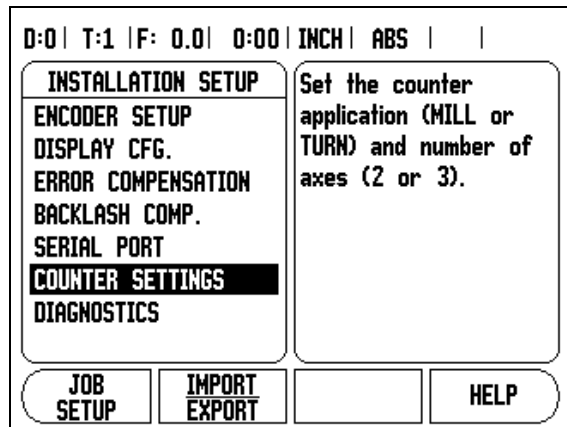 D:0 | T:1 | F: 0.0 | 0:00 | INCH | ABS | |
INSTALLATION SETUP
ENCODER SETUP
DISPLAY CFG.
ERROR COMPENSATION
BACKLASH COMP.
SERIAL PORT
COUNTER SETTINGS
DIAGNOSTICS
Set the counter
application (MILL or
TURN) and number of
axes (2 or 3).
JOB
SETUP
IMPORT
EXPORT
HELP